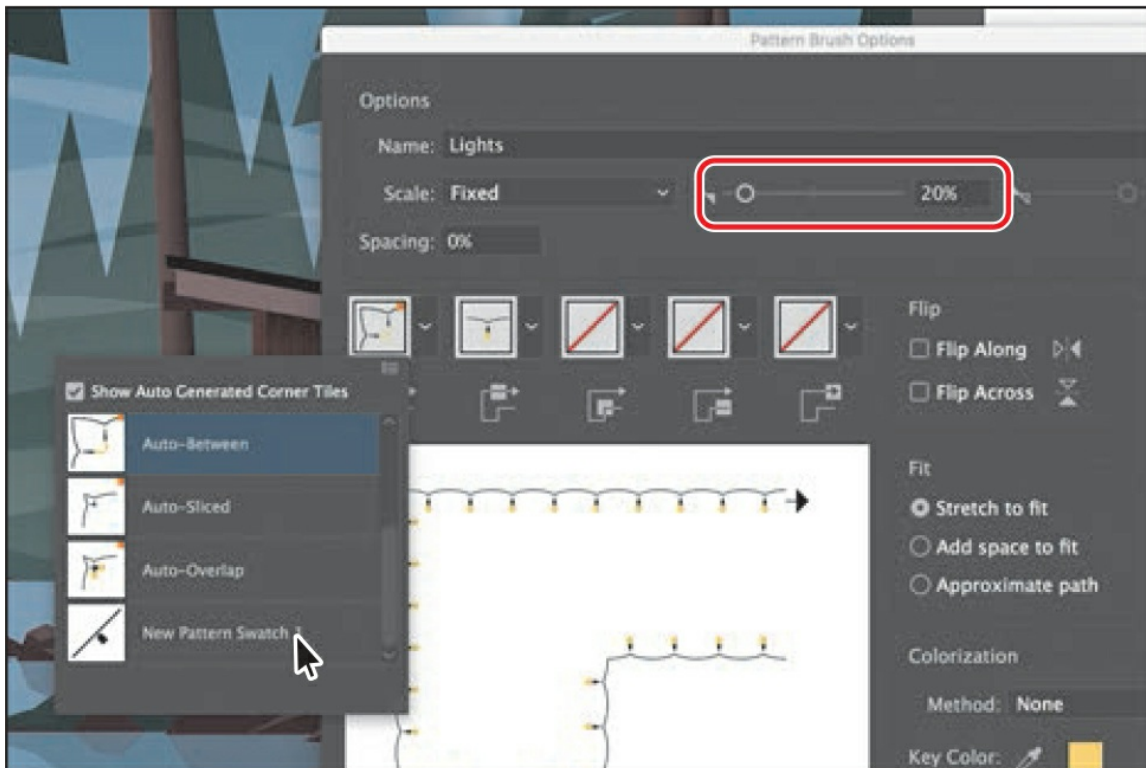 Pattern Brush Options
Options
Name: Lights
Scale: Fixed 20%
Spacing: 0%
Flip
Flip Along
Flip Across
Show Auto Generated Corner Tiles
Auto-Between
Auto-Sliced
Auto-Overlap
New Pattern Swatch 1
Fit
Stretch to fit
Add space to fit
Approximate path
Colorization
Method: None
Key Color: